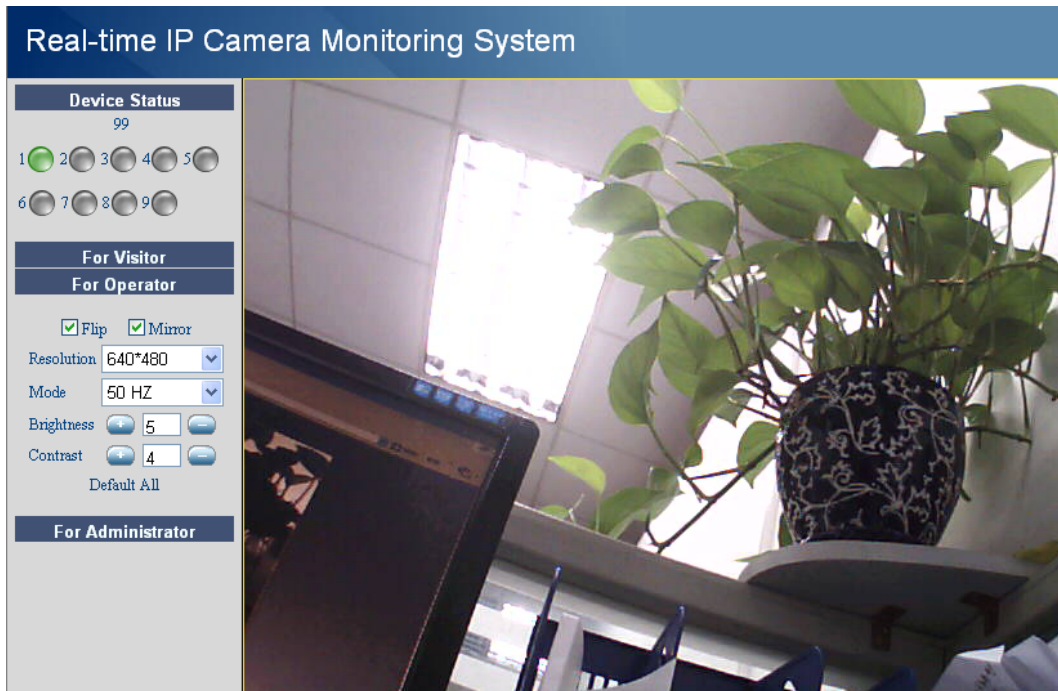 Real-time IP Camera Monitoring System
Device Status
99
1 2 3 4 5
6 7 8 9
For Visitor
For Operator
Flip Mirror
Resolution 640*480
Mode 50 HZ
Brightness + 5 -
Contrast + 4 -
Default All
For Administrator